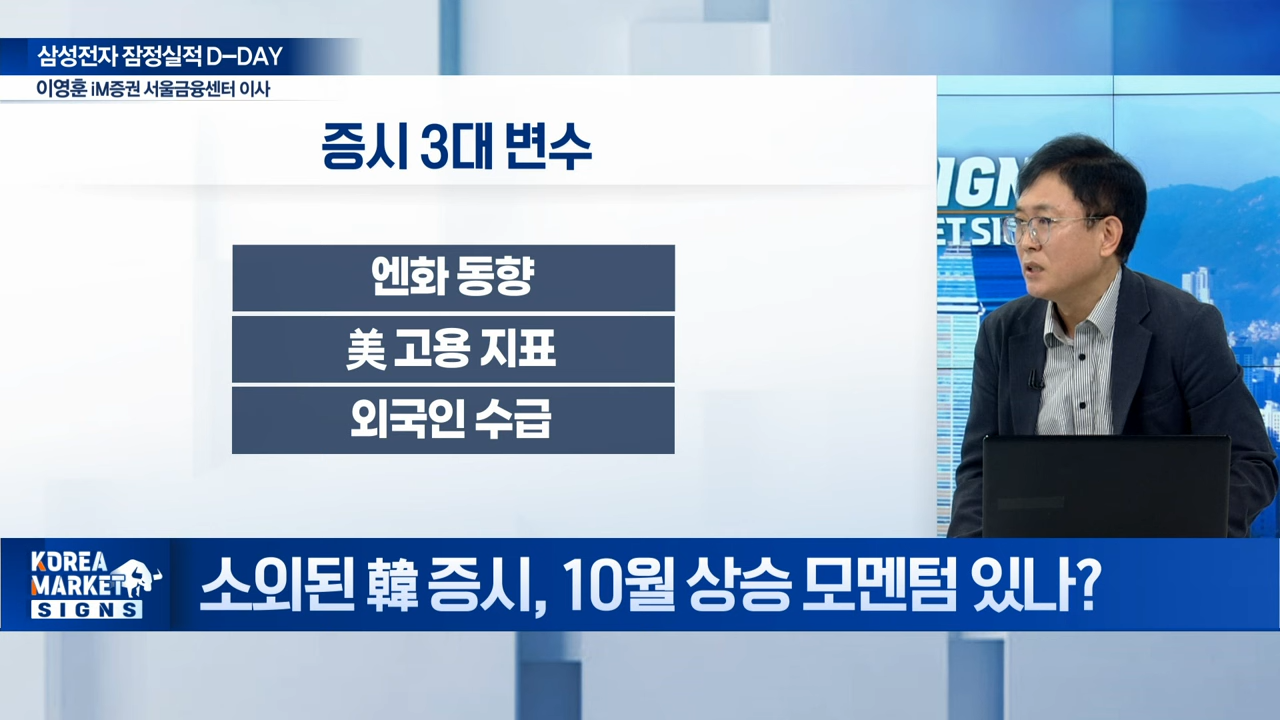 삼성전자 잠정실적 D-DAY
이영훈 iM증권 서울금융센터 이사
증시 3대 변수
엔화 동향
美 고용 지표
외국인 수급
IGN
ET SI
KOREA
MARKET
SIGNS
소외된 韓 증시, 10월 상승 모멘텀 있나?